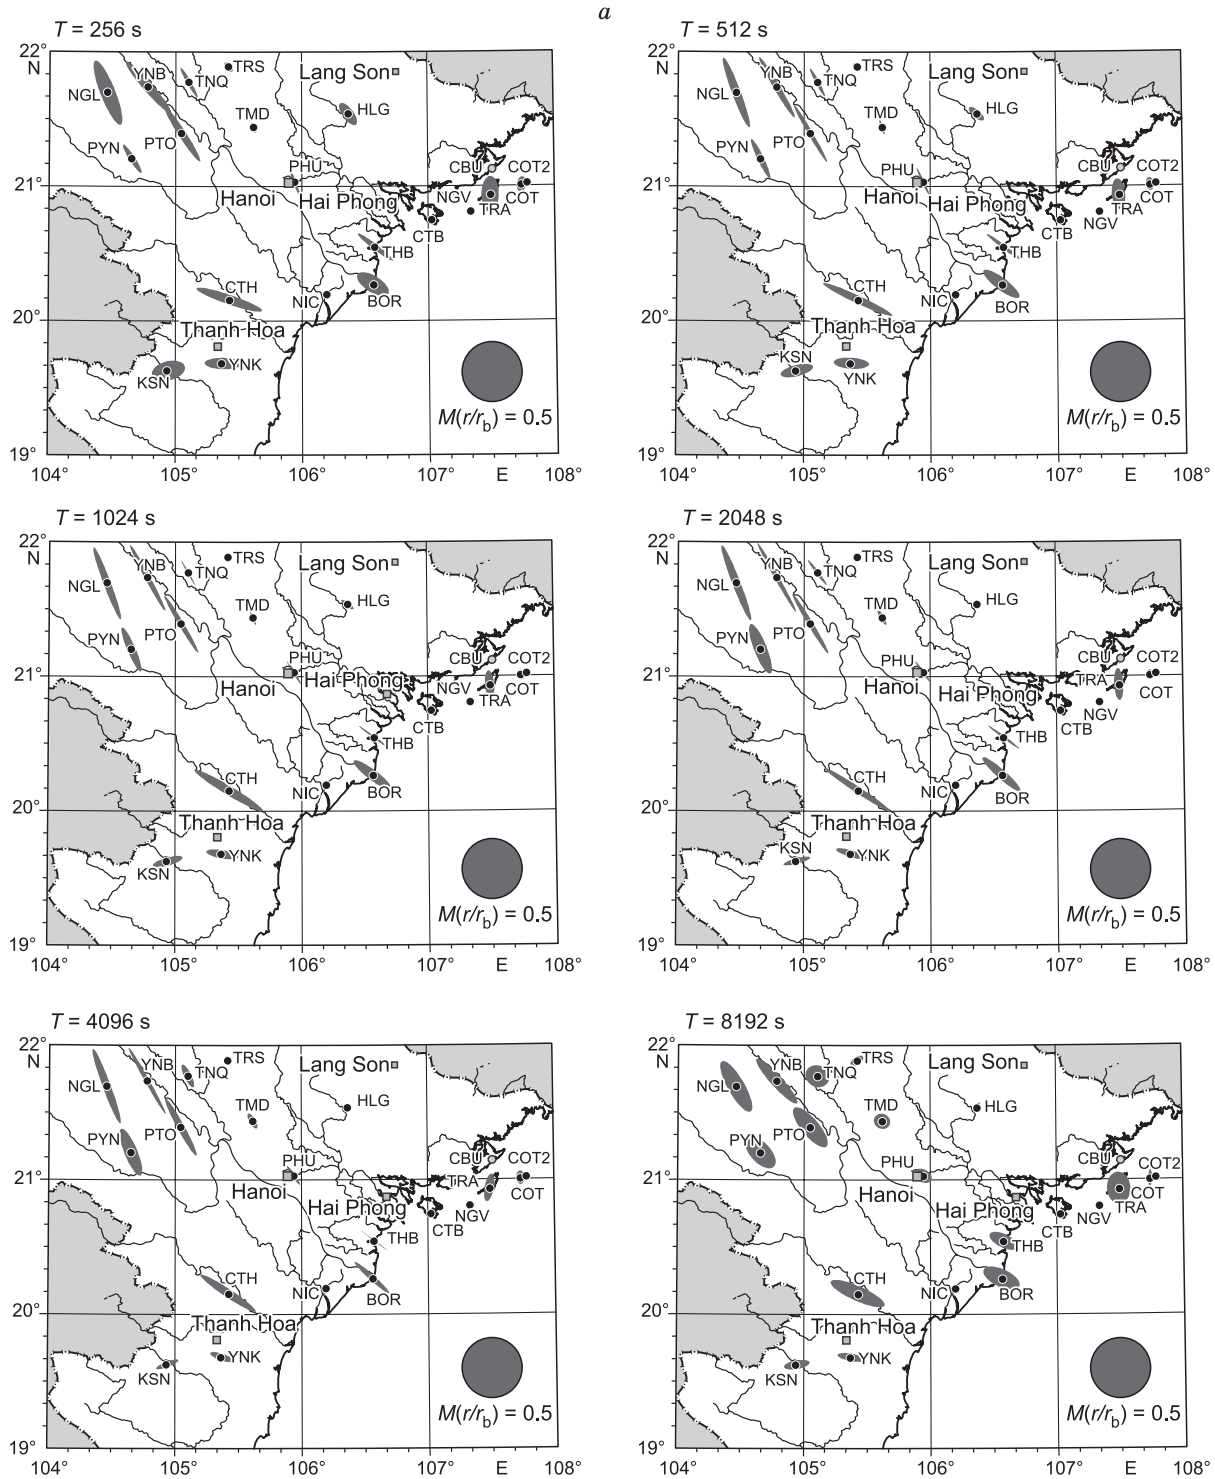 a
T = 256 s
22°
N
TRS
YNB
TNQ
Lang Son
NGL
TMD
HLG
PTO
PYN
PHU
CBU
COT2
21°
Hanoi
Hai Phong
NGV
TRA
COT
CTB
THB
CTH
NIC
BOR
20°
Thanh Hoa
YNK
KSN
M(r/rb) = 0.5
19°
104°
105°
106°
107°
E
108°
T = 512 s
22°
N
TRS
YNB
TNQ
Lang Son
NGL
TMD
HLG
PTO
PYN
PHU
CBU
COT2
21°
Hanoi
Hai Phong
TRA
COT
NGV
CTB
THB
CTH
NIC
BOR
20°
Thanh Hoa
KSN
YNK
M(r/rb) = 0.5
19°
104°
105°
106°
107°
E
108°
T = 1024 s
22°
N
TRS
YNB
TNQ
Lang Son
NGL
TMD
HLG
PTO
PYN
PHU
CBU
COT2
21°
Hanoi
Hai Phong
NGV
TRA
COT
CTB
THB
CTH
NIC
BOR
20°
Thanh Hoa
YNK
KSN
M(r/rb) = 0.5
19°
104°
105°
106°
107°
E
108°
T = 2048 s
22°
N
TRS
YNB
TNQ
Lang Son
NGL
TMD
HLG
PTO
PYN
PHU
CBU
COT2
21°
Hanoi
Hai Phong
TRA
COT
NGV
CTB
THB
CTH
NIC
BOR
20°
Thanh Hoa
KSN
YNK
M(r/rb) = 0.5
19°
104°
105°
106°
107°
E
108°
T = 4096 s
22°
N
TRS
YNB
TNQ
Lang Son
NGL
TMD
HLG
PTO
PYN
PHU
CBU
COT2
21°
Hanoi
TRA
COT
Hai Phong
NGV
CTB
THB
CTH
NIC
BOR
20°
Thanh Hoa
YNK
KSN
M(r/rb) = 0.5
19°
104°
105°
106°
107°
E
108°
T = 8192 s
22°
N
TRS
YNB
TNQ
Lang Son
NGL
TMD
HLG
PTO
PYN
PHU
CBU
COT2
21°
Hanoi
COT
TRA
Hai Phong
NGV
CTB
THB
CTH
NIC
BOR
20°
Thanh Hoa
YNK
KSN
M(r/rb) = 0.5
19°
104°
105°
106°
107°
E
108°